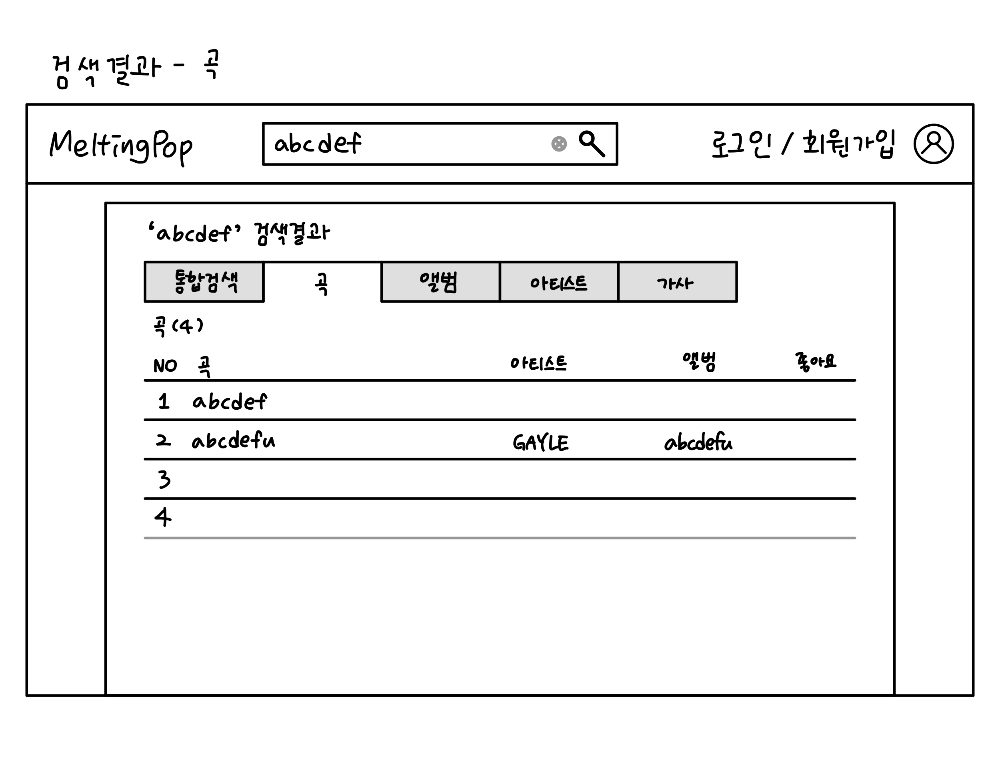 검색결과 - 곡
MeltingPop abcdef 로그인 / 회원가입
‘abcdef’ 검색결과
통합검색 곡 앨범 아티스트 가사
곡 (4)
NO 곡 아티스트 앨범 좋아요
1 abcdef
2 abcdefu GAYLE abcdefu
3
4